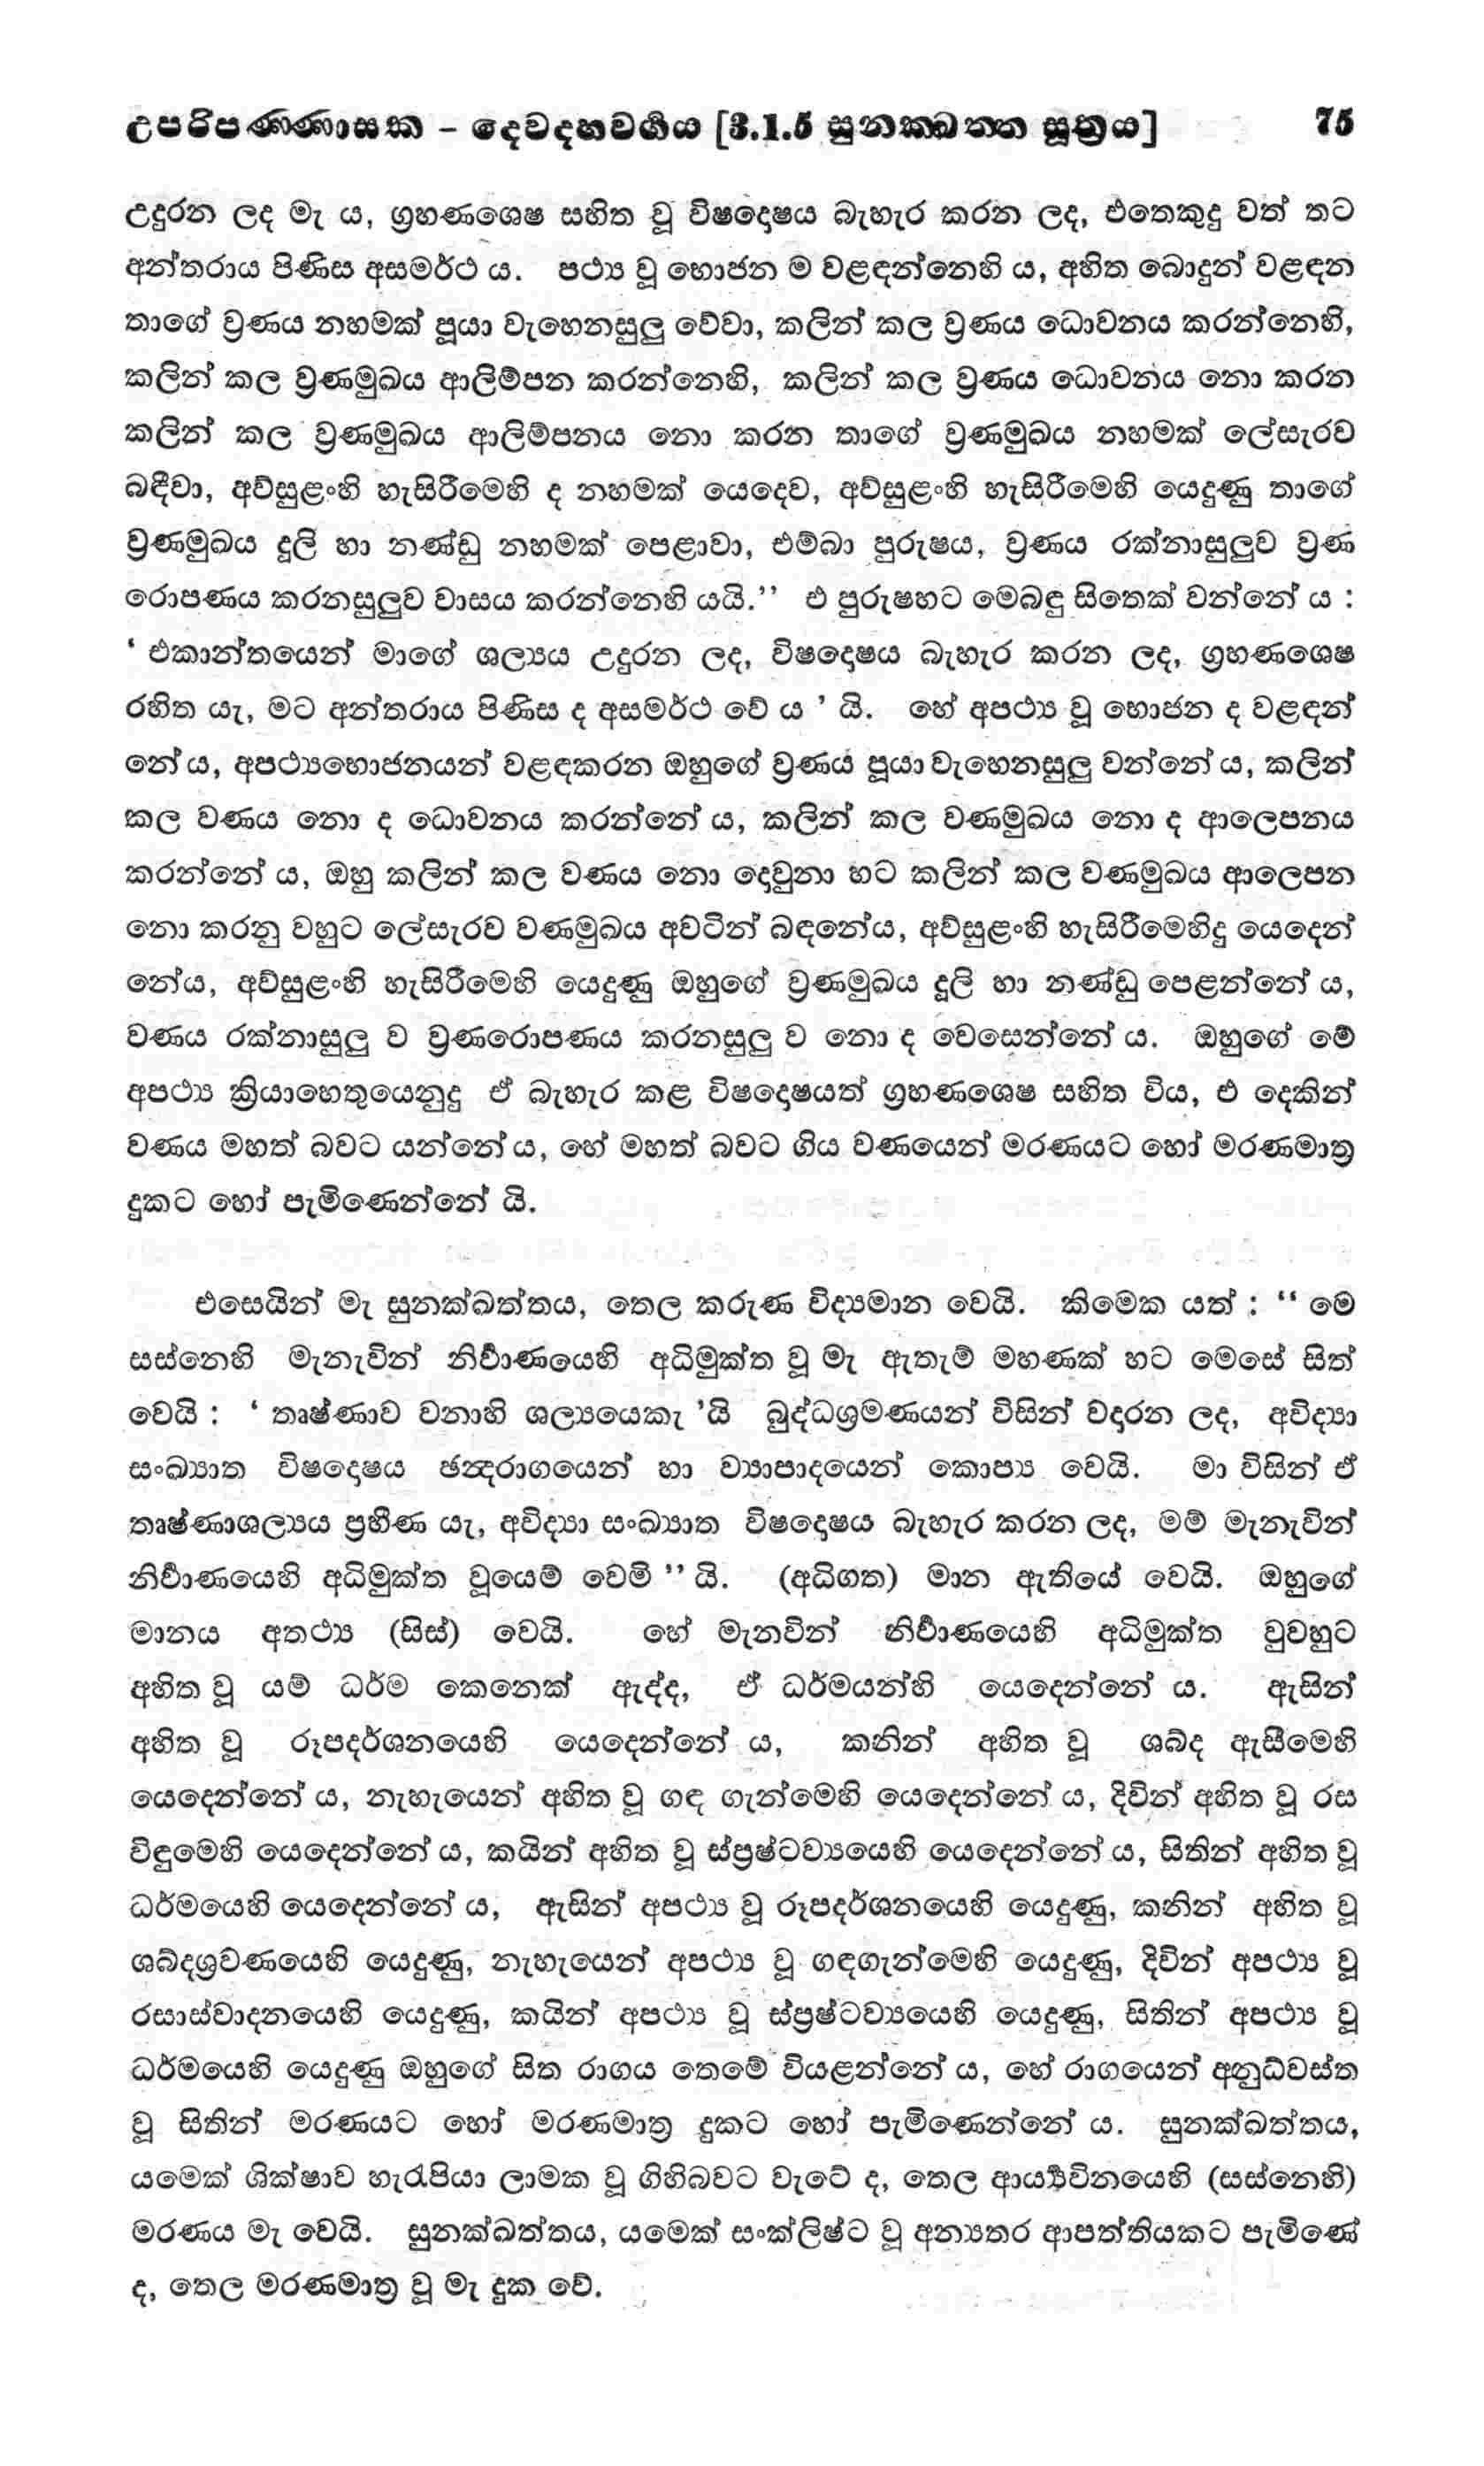 උපරිපණ්ණාසක – දෙවදහවර්‍ගය [3.1.5 සුනක්ඛත්ත සූත්‍රය] 75
උදුරන ලද මැ ය, ග්‍රහණශෙෂ සහිත වූ විෂදොෂය බැහැර කරන ලද, එතෙකුදු වත් තට
අන්තරාය පිණිස අසමර්ථ ය. පථ්‍ය වූ භොජන ම වළඳන්නෙහි ය, අහිත බොදුන් වළඳන
තාගේ ව්‍රණය නහමක් පූයා වැහෙනසුලු වේවා, කලින් කල ව්‍රණය ධොවනය කරන්නෙහි,
කලින් කල ව්‍රණමුඛය ආලිම්පන කරන්නෙහි, කලින් කල ව්‍රණය ධොවනය නො කරන
කලින් කල ව්‍රණමුඛය ආලිම්පනය නො කරන තාගේ ව්‍රණමුඛය නහමක් ලේසැරව
බඳීවා, අව්සුළංහි හැසිරීමෙහි ද නහමක් යෙදෙව, අව්සුළංහි හැසිරීමෙහි යෙදුණු තාගේ
ව්‍රණමුඛය දූලි හා නණ්ඩු නහමක් පෙළාවා, එම්බා පුරුෂය, ව්‍රණය රක්නාසුලුව ව්‍රණ
රොපණය කරනසුලුව වාසය කරන්නෙහි යයි.’’ එ පුරුෂහට මෙබඳු සිතෙක් වන්නේ ය :
‘ එකාන්තයෙන් මාගේ ශල්‍යය උදුරන ලද, විෂදොෂය බැහැර කරන ලද, ග්‍රහණශෙෂ
රහිත යැ, මට අන්තරාය පිණිස ද අසමර්ථ වේ ය ’ යි. හේ අපථ්‍ය වූ භොජන ද වළඳන්
නේ ය, අපථ්‍යභොජනයන් වළඳකරන ඔහුගේ ව්‍රණය පූයා වැහෙනසුලු වන්නේ ය, කලින්
කල වණය නො ද ධොවනය කරන්නේ ය, කලින් කල වණමුඛය නො ද ආලෙපනය
කරන්නේ ය, ඔහු කලින් කල වණය නො දොවුනා හට කලින් කල වණමුඛය ආලෙපන
නො කරනු වහුට ලේසැරව වණමුඛය අවටින් බඳනේය, අව්සුළංහි හැසිරීමෙහිදු යෙදෙන්
නේය, අව්සුළංහි හැසිරීමෙහි යෙදුණු ඔහුගේ ව්‍රණමුඛය දූලි හා නණ්ඩු පෙළන්නේ ය,
වණය රක්නාසුලු ව ව්‍රණරොපණය කරනසුලු ව නො ද වෙසෙන්නේ ය. ඔහුගේ මේ
අපථ්‍ය ක්‍රියාහෙතුයෙනුදු ඒ බැහැර කළ විෂදොෂයත් ග්‍රහණශෙෂ සහිත විය, එ දෙකින්
වණය මහත් බවට යන්නේ ය, හේ මහත් බවට ගිය වණයෙන් මරණයට හෝ මරණමාත්‍ර
දුකට හෝ පැමිණෙන්නේ යි.
එසෙයින් මැ සුනක්ඛත්තය, තෙල කරුණ විද්‍යමාන වෙයි. කිමෙක යත් : ‘‘ මෙ
සස්නෙහි මැනැවින් නිර්‍වාණයෙහි අධිමුක්ත වූ මැ ඇතැම් මහණක් හට මෙසේ සිත්
වෙයි : ‘ තෘෂ්ණාව වනාහි ශල්‍යයෙකැ ’යි බුද්ධශ්‍රමණයන් විසින් වදාරන ලද, අවිද්‍යා
සංඛ්‍යාත විෂදොෂය ඡන්‍දරාගයෙන් හා ව්‍යාපාදයෙන් කොප්‍ය වෙයි. මා විසින් ඒ
තෘෂ්ණාශල්‍යය ප්‍රහීණ යැ, අවිද්‍යා සංඛ්‍යාත විෂදොෂය බැහැර කරන ලද, මම් මැනැවින්
නිර්‍වාණයෙහි අධිමුක්ත වූයෙම් වෙමි ’’ යි. (අධිගත) මාන ඇතියේ වෙයි. ඔහුගේ
මානය අතථ්‍ය (සිස්) වෙයි. හේ මැනවින් නිර්‍වාණයෙහි අධිමුක්ත වුවහුට
අහිත වූ යම් ධර්ම කෙනෙක් ඇද්ද, ඒ ධර්මයන්හි යෙදෙන්නේ ය. ඇසින්
අහිත වූ රූපදර්ශනයෙහි යෙදෙන්නේ ය, කනින් අහිත වූ ශබ්ද ඇසීමෙහි
යෙදෙන්නේ ය, නැහැයෙන් අහිත වූ ගඳ ගැන්මෙහි යෙදෙන්නේ ය, දිවින් අහිත වූ රස
විඳුමෙහි යෙදෙන්නේ ය, කයින් අහිත වූ ස්ප්‍රෂ්ටව්‍යයෙහි යෙදෙන්නේ ය, සිතින් අහිත වූ
ධර්මයෙහි යෙදෙන්නේ ය, ඇසින් අපථ්‍ය වූ රූපදර්ශනයෙහි යෙදුණු, කනින් අහිත වූ
ශබ්දශ්‍රවණයෙහි යෙදුණු, නැහැයෙන් අපථ්‍ය වූ ගඳගැන්මෙහි යෙදුණු, දිවින් අපථ්‍ය වූ
රසාස්වාදනයෙහි යෙදුණු, කයින් අපථ්‍ය වූ ස්ප්‍රෂ්ටව්‍යයෙහි යෙදුණු, සිතින් අපථ්‍ය වූ
ධර්මයෙහි යෙදුණු ඔහුගේ සිත රාගය තෙමේ වියළන්නේ ය, හේ රාගයෙන් අනුධ්වස්ත
වූ සිතින් මරණයට හෝ මරණමාත්‍ර දුකට හෝ පැමිණෙන්නේ ය. සුනක්ඛත්තය,
යමෙක් ශික්ෂාව හැරැපියා ලාමක වූ ගිහිබවට වැටේ ද, තෙල ආර්‍ය්‍යවිනයෙහි (සස්නෙහි)
මරණය මැ වෙයි. සුනක්ඛත්තය, යමෙක් සංක්ලිෂ්ට වූ අන්‍යතර ආපත්තියකට පැමිණේ
ද, තෙල මරණමාත්‍ර වූ මැ දුක වේ.